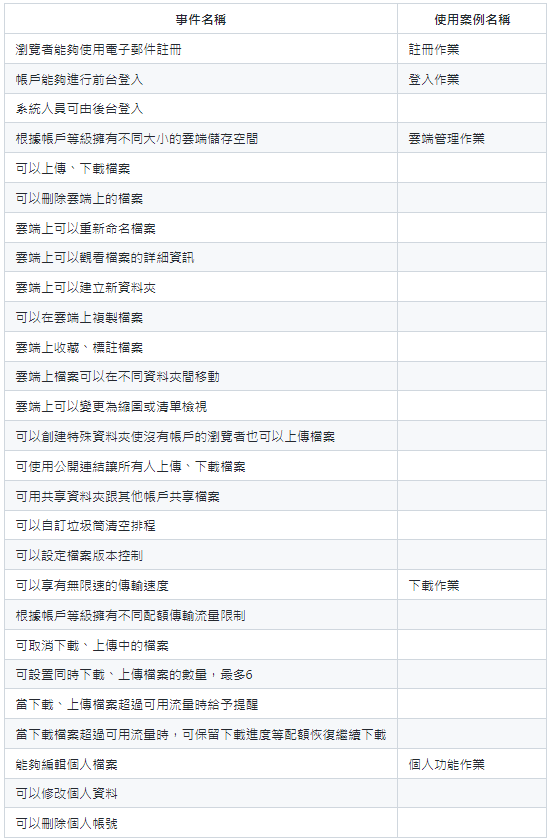 事件名稱 使用案例名稱
瀏覽者能夠使用電子郵件註冊 註冊作業
帳戶能夠進行前台登入 登入作業
系統人員可由後台登入
根據帳戶等級擁有不同大小的雲端儲存空間 雲端管理作業
可以上傳、下載檔案
可以刪除雲端上的檔案
雲端上可以重新命名檔案
雲端上可以觀看檔案的詳細資訊
雲端上可以建立新資料夾
可以在雲端上複製檔案
雲端上收藏、標註檔案
雲端上檔案可以在不同資料夾間移動
雲端上可以變更為縮圖或清單檢視
可以創建特殊資料夾使沒有帳戶的瀏覽者也可以上傳檔案
可使用公開連結讓所有人上傳、下載檔案
可用共享資料夾跟其他帳戶共享檔案
可以自訂垃圾筒清空排程
可以設定檔案版本控制
可以享有無限速的傳輸速度 下載作業
根據帳戶等級擁有不同配額傳輸流量限制
可取消下載、上傳中的檔案
可設置同時下載、上傳檔案的數量，最多6
當下載、上傳檔案超過可用流量時給予提醒
當下載檔案超過可用流量時，可保留下載進度等配額恢復繼續下載
能夠編輯個人檔案 個人功能作業
可以修改個人資料
可以刪除個人帳號